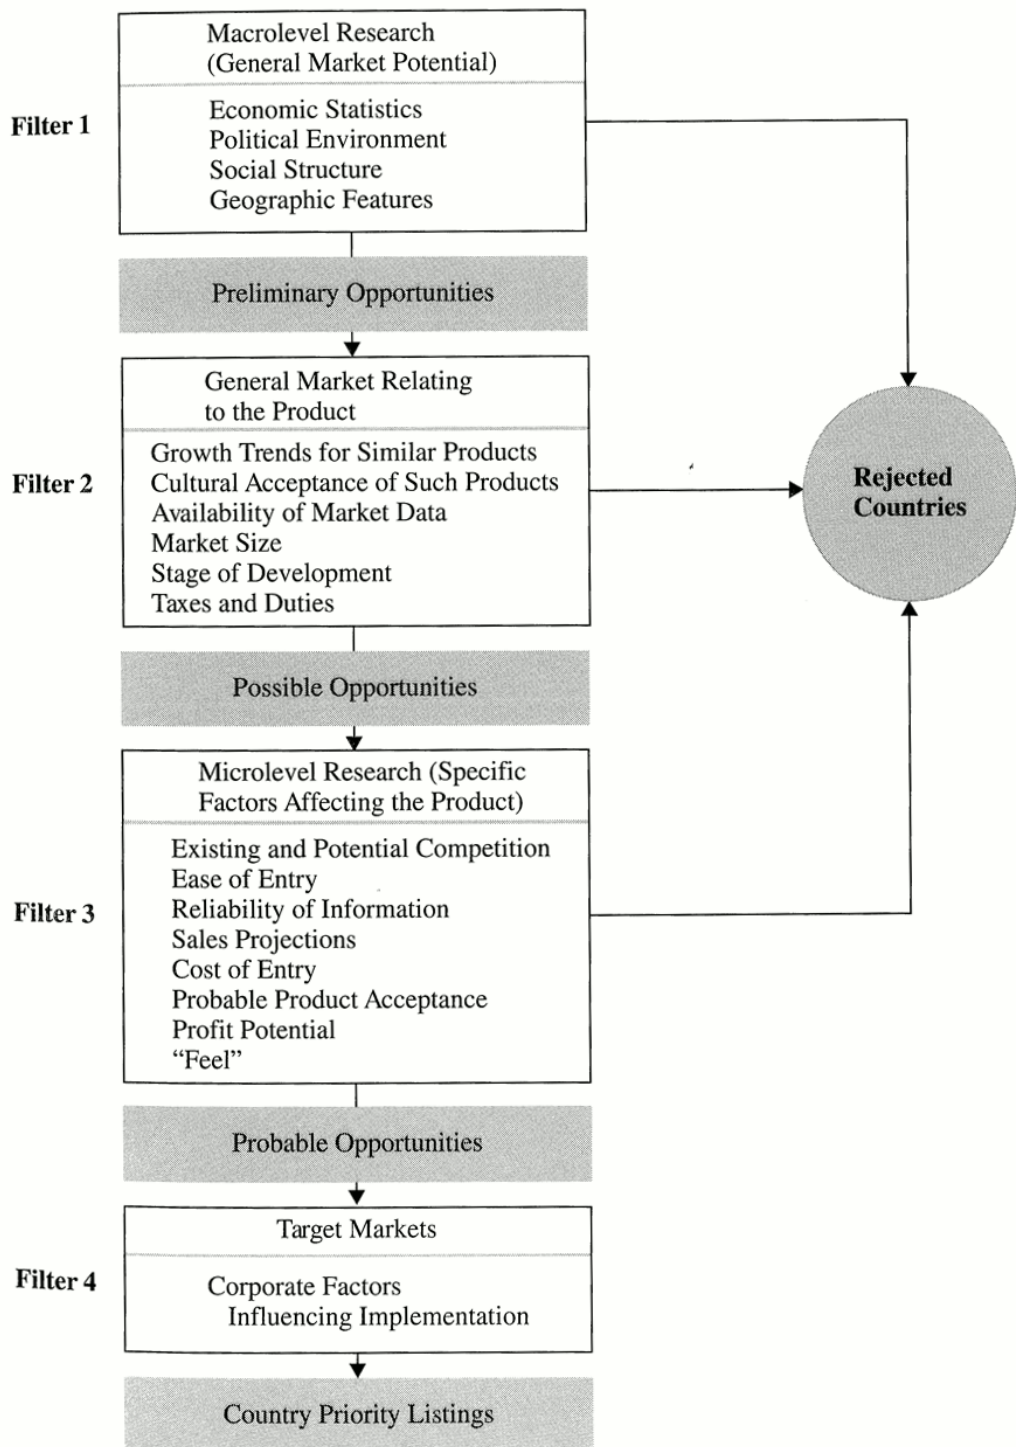 Macrolevel Research
(General Market Potential)
Filter 1
Economic Statistics
Political Environment
Social Structure
Geographic Features
Preliminary Opportunities
General Market Relating
to the Product
Filter 2
Growth Trends for Similar Products
Cultural Acceptance of Such Products
Availability of Market Data
Market Size
Stage of Development
Taxes and Duties
Rejected
Countries
Possible Opportunities
Microlevel Research (Specific
Factors Affecting the Product)
Filter 3
Existing and Potential Competition
Ease of Entry
Reliability of Information
Sales Projections
Cost of Entry
Probable Product Acceptance
Profit Potential
“Feel”
Probable Opportunities
Target Markets
Filter 4
Corporate Factors
Influencing Implementation
Country Priority Listings